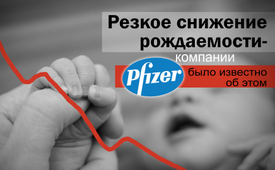 Резкое снижение
рождаемости-
компании
Pfizer
было известно
об этом